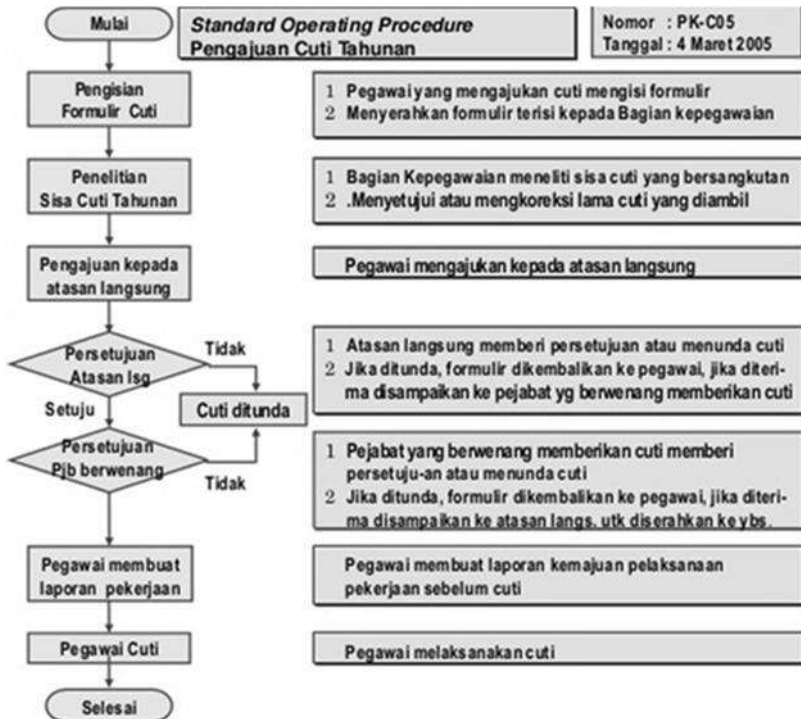 Mulai
Standard Operating Procedure
Pengajuan Cuti Tahunan
Nomor : PK-C05
Tanggal : 4 Maret 2005
Pengisian
Formulir Cuti
1 Pegawai yang mengajukan cuti mengisi formulir
2 Menyerahkan formulir terisi kepada Bagian kepegawaian
Penelitian
Sisa Cuti Tahunan
1 Bagian Kepegawaian meneliti sisa cuti yang bersangkutan
2 .Menyetujui atau mengkoreksi lama cuti yang diambil
Pengajuan kepada
atasan langsung
Pegawai mengajukan kepada atasan langsung
Persetujuan
Atasan lsg
Tidak
Setuju
Cuti ditunda
1 Atasan langsung memberi persetujuan atau menunda cuti
2 Jika ditunda, formulir dikembalikan ke pegawai, jika diteri-
ma disampaikan ke pejabat yg berwenang memberikan cuti
Persetujuan
Pjb berwenang
Tidak
1 Pejabat yang berwenang memberikan cuti memberi
persetuju-an atau menunda cuti
2 Jika ditunda, formulir dikembalikan ke pegawai, jika diteri-
ma disampaikan ke atasan langs. utk diserahkan ke ybs.
Pegawai membuat
laporan pekerjaan
Pegawai membuat laporan kemajuan pelaksanaan
pekerjaan sebelum cuti
Pegawai Cuti
Pegawai melaksanakan cuti
Selesai